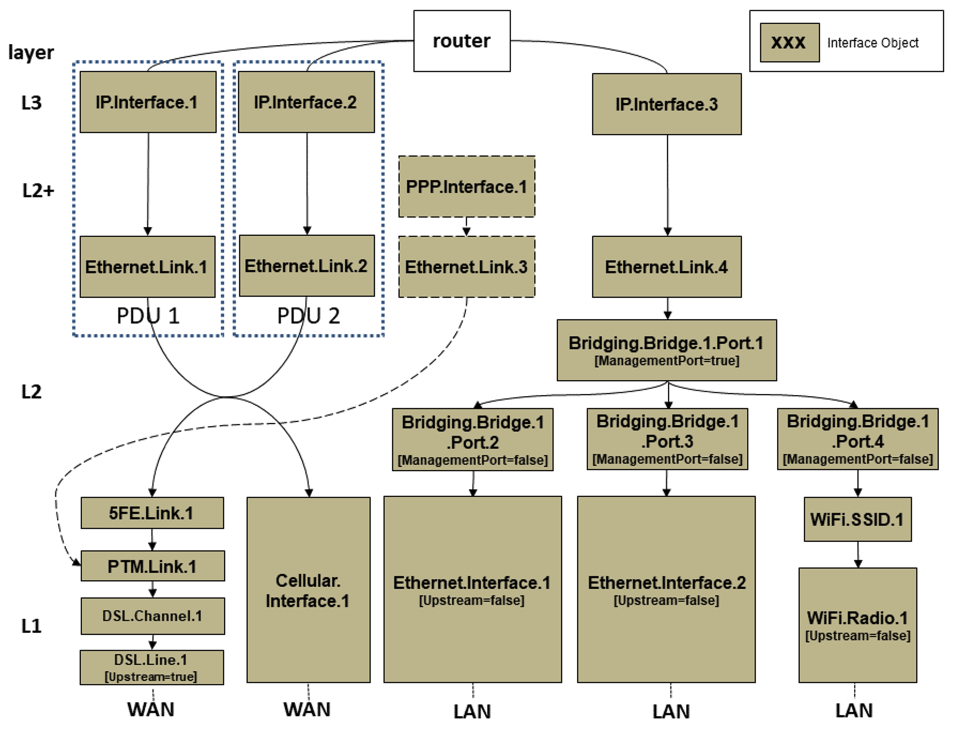 router
XXX
Interface Object
layer
L3
IP.Interface.1
IP.Interface.2
IP.Interface.3
L2+
PPP.Interface.1
Ethernet.Link.1
Ethernet.Link.2
Ethernet.Link.3
Ethernet.Link.4
PDU 1
PDU 2
Bridging.Bridge.1.Port.1
[ManagementPort=true]
L2
Bridging.Bridge.1
.Port.2
[ManagementPort=false]
Bridging.Bridge.1
.Port.3
[ManagementPort=false]
Bridging.Bridge.1
.Port.4
[ManagementPort=false]
5FE.Link.1
WiFi.SSID.1
PTM.Link.1
Cellular.
Interface.1
Ethernet.Interface.1
[Upstream=false]
Ethernet.Interface.2
[Upstream=false]
DSL.Channel.1
WiFi.Radio.1
[Upstream=false]
L1
DSL.Line.1
[Upstream=true]
WAN
WAN
LAN
LAN
LAN